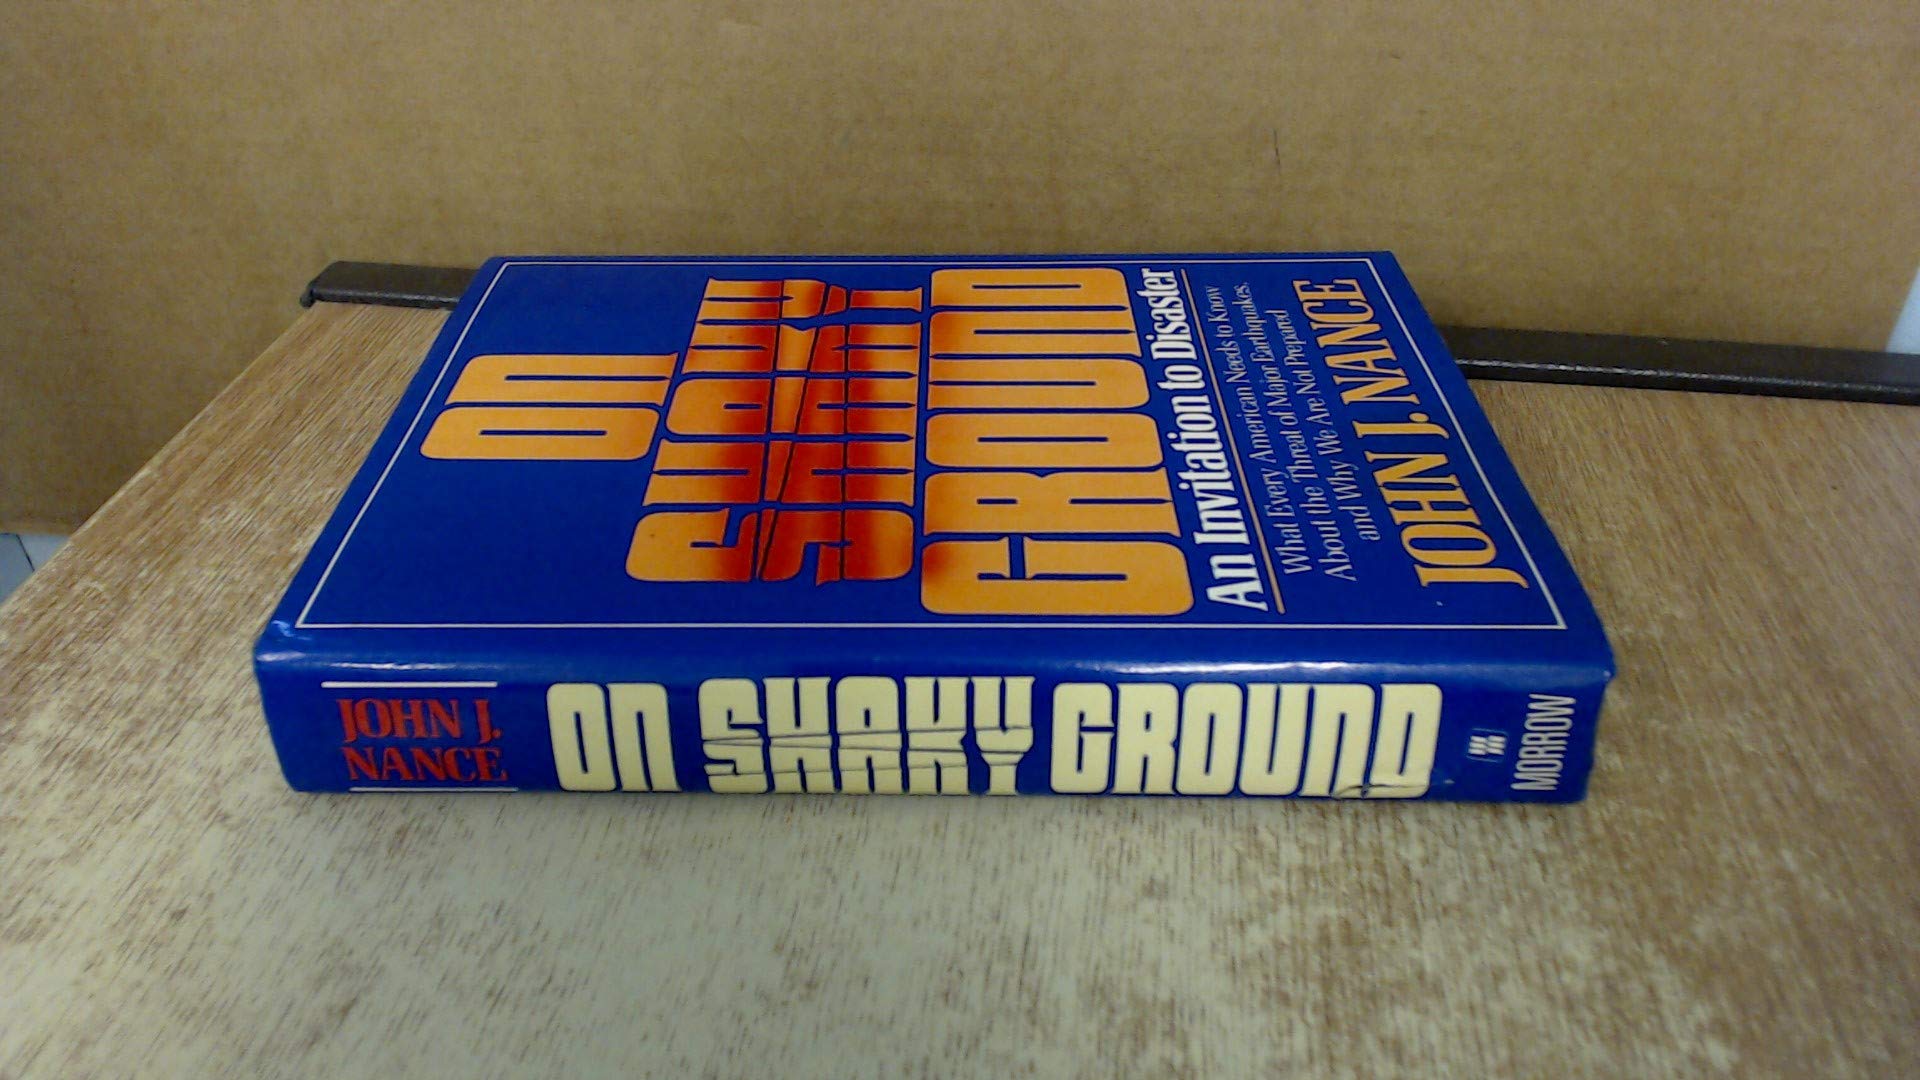 ON
SHAKY
GROUND
An Invitation to Disaster
What Every American Needs to Know
About the Threat of Major Earthquakes,
and Why We Are Not Prepared
JOHN J. NANCE
JOHN J.
NANCE
ON SHAKY GROUND
MORROW